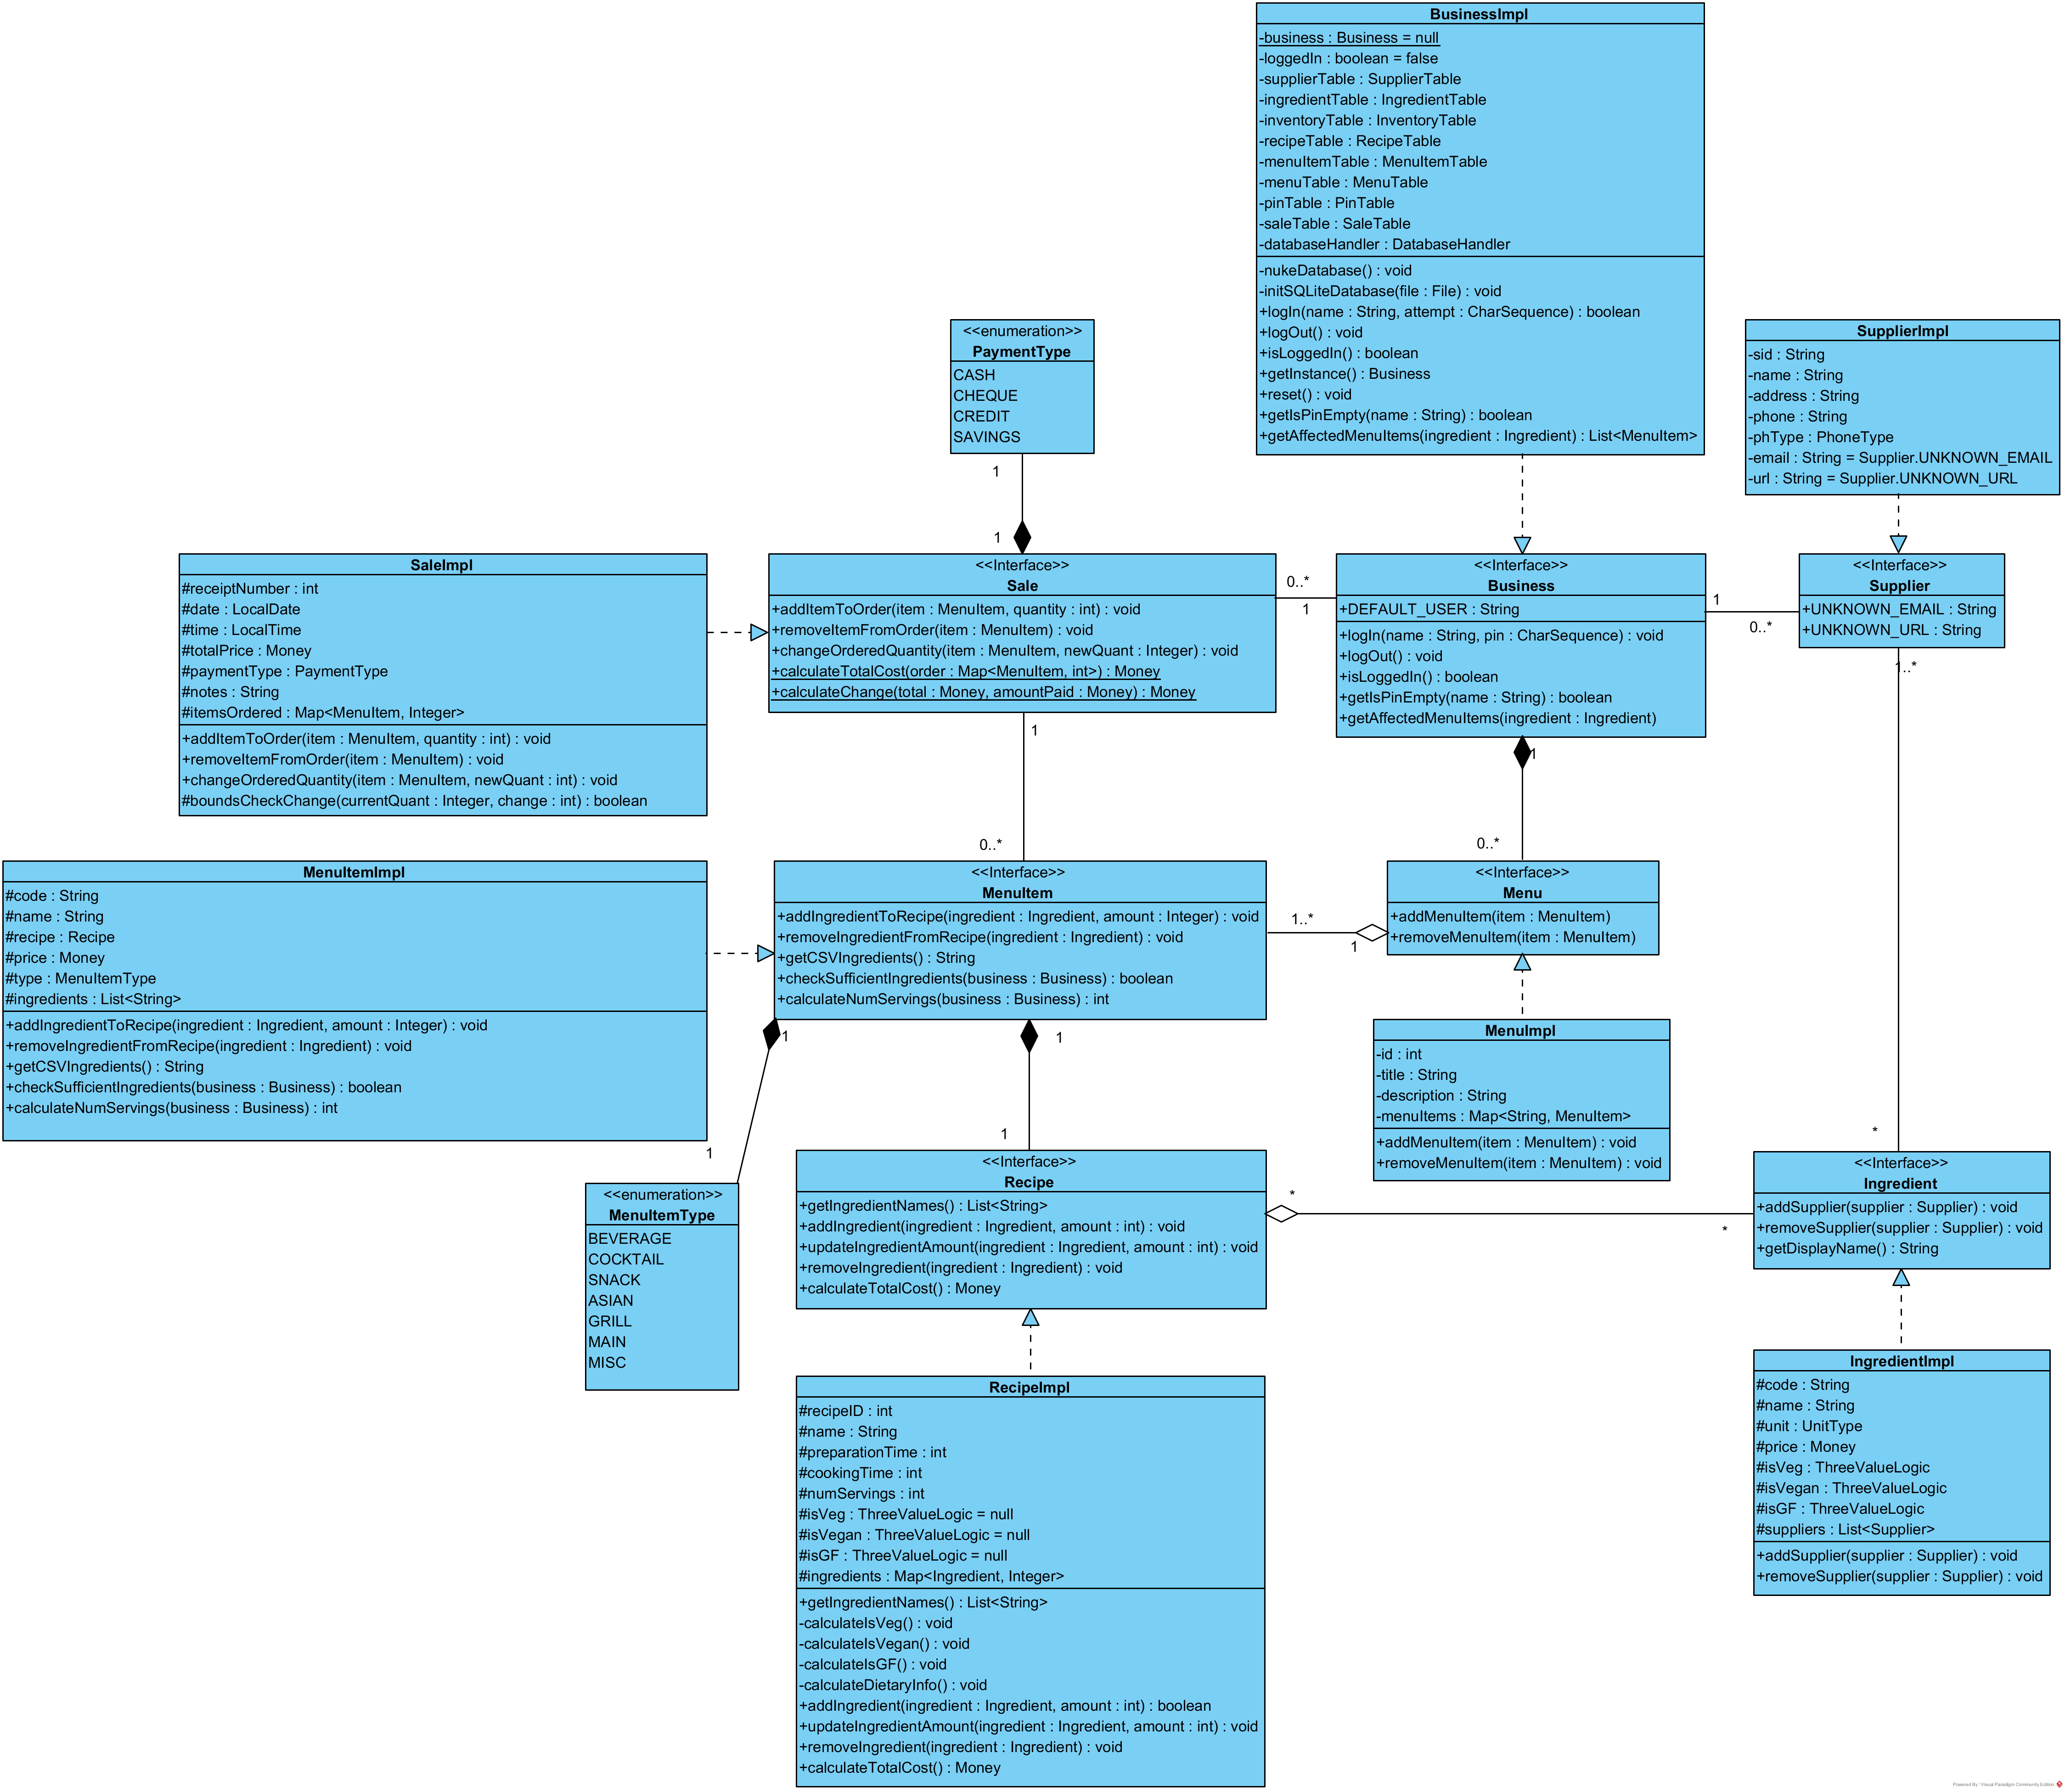 BusinessImpl
-business : Business = null
-loggedIn : boolean = false
-supplierTable : SupplierTable
-ingredientTable : IngredientTable
-inventoryTable : InventoryTable
-recipeTable : RecipeTable
-menuItemTable : MenuItemTable
-menuTable : MenuTable
-pinTable : PinTable
-saleTable : SaleTable
-databaseHandler : DatabaseHandler
-nukeDatabase() : void
-initSQLiteDatabase(file : File) : void
+logIn(name : String, attempt : CharSequence) : boolean
+logOut() : void
+isLoggedIn() : boolean
+getInstance() : Business
+reset() : void
+getIsPinEmpty(name : String) : boolean
+getAffectedMenuItems(ingredient : Ingredient) : List<MenuItem>
<<enumeration>>
PaymentType
CASH
CHEQUE
CREDIT
SAVINGS
1
1
SupplierImpl
-sid : String
-name : String
-address : String
-phone : String
-phType : PhoneType
-email : String = Supplier.UNKNOWN_EMAIL
-url : String = Supplier.UNKNOWN_URL
SaleImpl
#receiptNumber : int
#date : LocalDate
#time : LocalTime
#totalPrice : Money
#paymentType : PaymentType
#notes : String
#itemsOrdered : Map<MenuItem, Integer>
+addItemToOrder(item : MenuItem, quantity : int) : void
+removeItemFromOrder(item : MenuItem) : void
+changeOrderedQuantity(item : MenuItem, newQuant : int) : void
#boundsCheckChange(currentQuant : Integer, change : int) : boolean
<<Interface>>
Sale
+addItemToOrder(item : MenuItem, quantity : int) : void
+removeItemFromOrder(item : MenuItem) : void
+changeOrderedQuantity(item : MenuItem, newQuant : Integer) : void
+calculateTotalCost(order : Map<MenuItem, int>) : Money
+calculateChange(total : Money, amountPaid : Money) : Money
0..*
1
<<Interface>>
Business
+DEFAULT_USER : String
+logIn(name : String, pin : CharSequence) : void
+logOut() : void
+isLoggedIn() : boolean
+getIsPinEmpty(name : String) : boolean
+getAffectedMenuItems(ingredient : Ingredient)
1
0..*
<<Interface>>
Supplier
+UNKNOWN_EMAIL : String
+UNKNOWN_URL : String
1..*
1
0..*
1
0..*
MenuItemImpl
#code : String
#name : String
#recipe : Recipe
#price : Money
#type : MenuItemType
#ingredients : List<String>
+addIngredientToRecipe(ingredient : Ingredient, amount : Integer) : void
+removeIngredientFromRecipe(ingredient : Ingredient) : void
+getCSVIngredients() : String
+checkSufficientIngredients(business : Business) : boolean
+calculateNumServings(business : Business) : int
<<Interface>>
MenuItem
+addIngredientToRecipe(ingredient : Ingredient, amount : Integer) : void
+removeIngredientFromRecipe(ingredient : Ingredient) : void
+getCSVIngredients() : String
+checkSufficientIngredients(business : Business) : boolean
+calculateNumServings(business : Business) : int
1..*
1
<<Interface>>
Menu
+addMenuItem(item : MenuItem)
+removeMenuItem(item : MenuItem)
MenuImpl
-id : int
-title : String
-description : String
-menuItems : Map<String, MenuItem>
+addMenuItem(item : MenuItem) : void
+removeMenuItem(item : MenuItem) : void
1
1
1
1
*
<<enumeration>>
MenuItemType
BEVERAGE
COCKTAIL
SNACK
ASIAN
GRILL
MAIN
MISC
<<Interface>>
Recipe
+getIngredientNames() : List<String>
+addIngredient(ingredient : Ingredient, amount : int) : void
+updateIngredientAmount(ingredient : Ingredient, amount : int) : void
+removeIngredient(ingredient : Ingredient) : void
+calculateTotalCost() : Money
*
*
<<Interface>>
Ingredient
+addSupplier(supplier : Supplier) : void
+removeSupplier(supplier : Supplier) : void
+getDisplayName() : String
RecipeImpl
#recipeID : int
#name : String
#preparationTime : int
#cookingTime : int
#numServings : int
#isVeg : ThreeValueLogic = null
#isVegan : ThreeValueLogic = null
#isGF : ThreeValueLogic = null
#ingredients : Map<Ingredient, Integer>
+getIngredientNames() : List<String>
-calculateIsVeg() : void
-calculateIsVegan() : void
-calculateIsGF() : void
-calculateDietaryInfo() : void
+addIngredient(ingredient : Ingredient, amount : int) : boolean
+updateIngredientAmount(ingredient : Ingredient, amount : int) : void
+removeIngredient(ingredient : Ingredient) : void
+calculateTotalCost() : Money
IngredientImpl
#code : String
#name : String
#unit : UnitType
#price : Money
#isVeg : ThreeValueLogic
#isVegan : ThreeValueLogic
#isGF : ThreeValueLogic
#suppliers : List<Supplier>
+addSupplier(supplier : Supplier) : void
+removeSupplier(supplier : Supplier) : void
Powered By: Visual Paradigm Community Edition